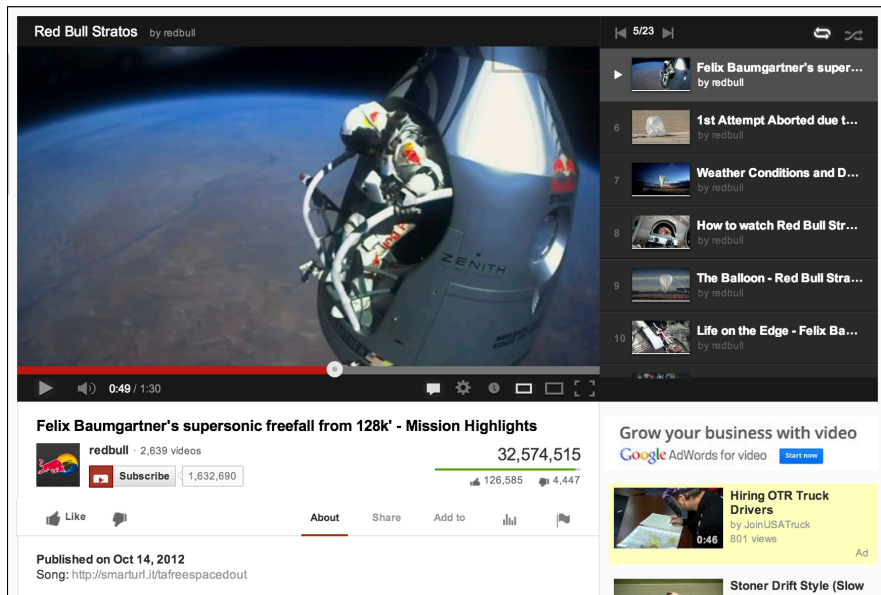 Red Bull Stratos by redbull
5/23
Felix Baumgartner's super...
by redbull
6
1st Attempt Aborted due t...
by redbull
7
Weather Conditions and D...
by redbull
8
How to watch Red Bull Str...
by redbull
9
The Balloon - Red Bull Stra...
by redbull
10
Life on the Edge - Felix Ba...
by redbull
ZENITH
0:49 / 1:30
Felix Baumgartner's supersonic freefall from 128k' - Mission Highlights
redbull · 2,639 videos
Subscribe 1,632,690
32,574,515
126,585 4,447
Like
About Share Add to
Published on Oct 14, 2012
Song: http://smarturl.it/tafreespacedout
Grow your business with video
Google AdWords for video Start now
0:46
Hiring OTR Truck
Drivers
by JoinUSATruck
801 views
Ad
Stoner Drift Style (Slow